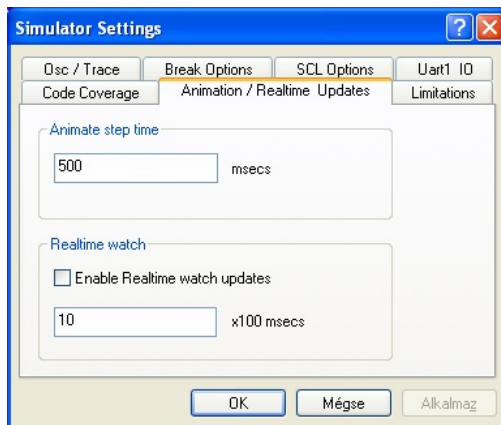 Simulator Settings
Osc / Trace
Break Options
SCL Options
Uart1 IO
Code Coverage
Animation / Realtime Updates
Limitations
Animate step time
500
msecs
Realtime watch
Enable Realtime watch updates
10
x100 msecs
OK
Mégse
Alkalmaz